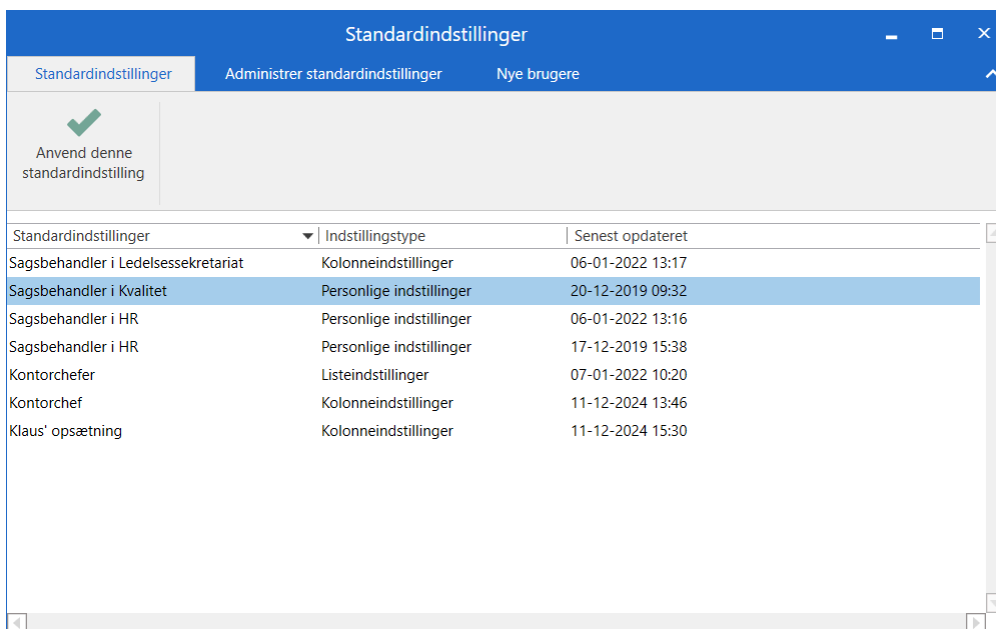 Standardindstillinger
Standardindstillinger Administrer standardindstillinger Nye brugere
Anvend denne
standardindstilling
Standardindstillinger Indstillingstype Senest opdateret
Sagsbehandler i Ledelsessekretariat Kolonneindstillinger 06-01-2022 13:17
Sagsbehandler i Kvalitet Personlige indstillinger 20-12-2019 09:32
Sagsbehandler i HR Personlige indstillinger 06-01-2022 13:16
Sagsbehandler i HR Personlige indstillinger 17-12-2019 15:38
Kontorchefer Listeindstillinger 07-01-2022 10:20
Kontorchef Kolonneindstillinger 11-12-2024 13:46
Klaus' opsætning Kolonneindstillinger 11-12-2024 15:30